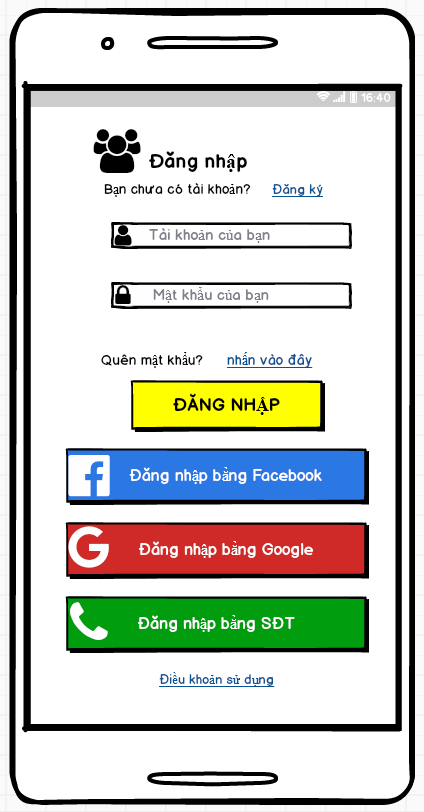 16:40
Đăng nhập
Bạn chưa có tài khoản? Đăng ký
Tài khoản của bạn
Mật khẩu của bạn
Quên mật khẩu? nhấn vào đây
ĐĂNG NHẬP
Đăng nhập bằng Facebook
Đăng nhập bằng Google
Đăng nhập bằng SĐT
Điều khoản sử dụng